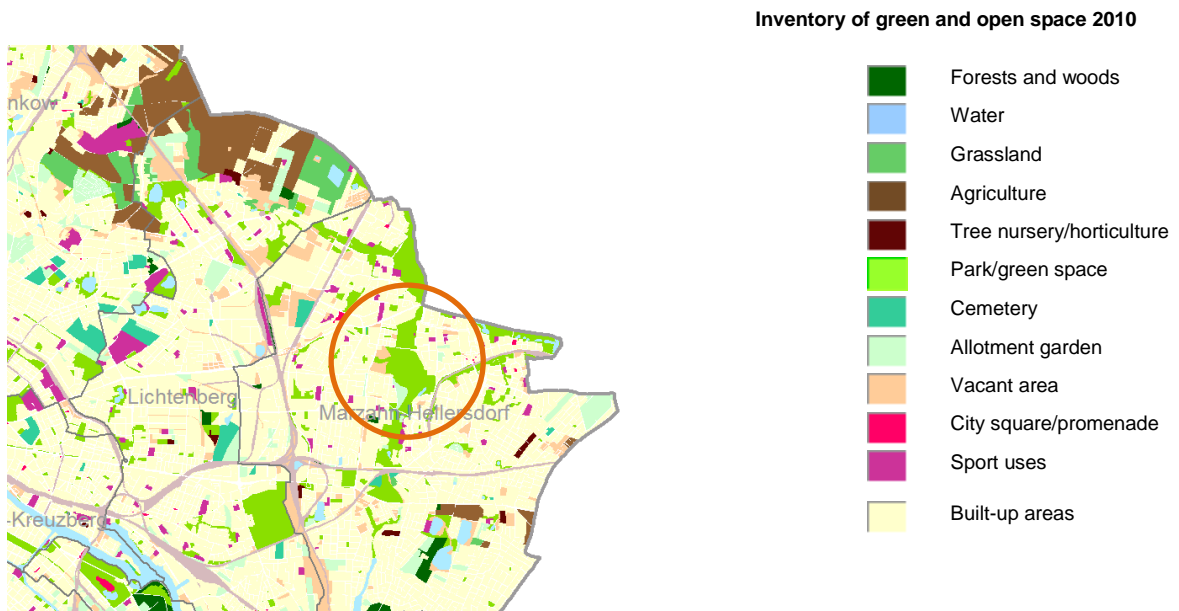 Inventory of green and open space 2010
Forests and woods
Water
Grassland
Agriculture
Tree nursery/horticulture
Park/green space
Cemetery
Allotment garden
Vacant area
City square/promenade
Sport uses
Built-up areas
nkow
Lichtenberg
Marzahn-Hellersdorf
-Kreuzberg